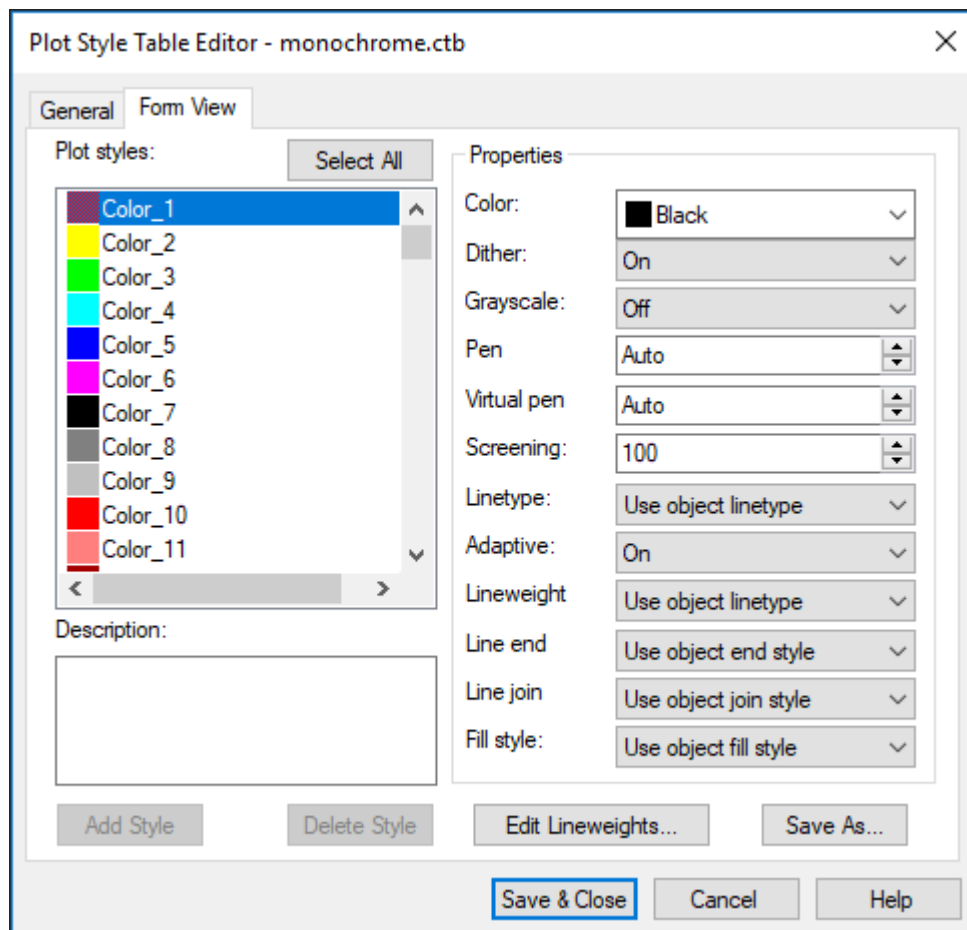 Plot Style Table Editor - monochrome.ctb
General
Form View
Plot styles:
Select All
Color_1
Color_2
Color_3
Color_4
Color_5
Color_6
Color_7
Color_8
Color_9
Color_10
Color_11
Description:
Add Style
Delete Style
Properties
Color:
Black
Dither:
On
Grayscale:
Off
Pen
Auto
Virtual pen
Auto
Screening:
100
Linetype:
Use object linetype
Adaptive:
On
Lineweight
Use object linetype
Line end
Use object end style
Line join
Use object join style
Fill style:
Use object fill style
Edit Lineweights...
Save As...
Save & Close
Cancel
Help